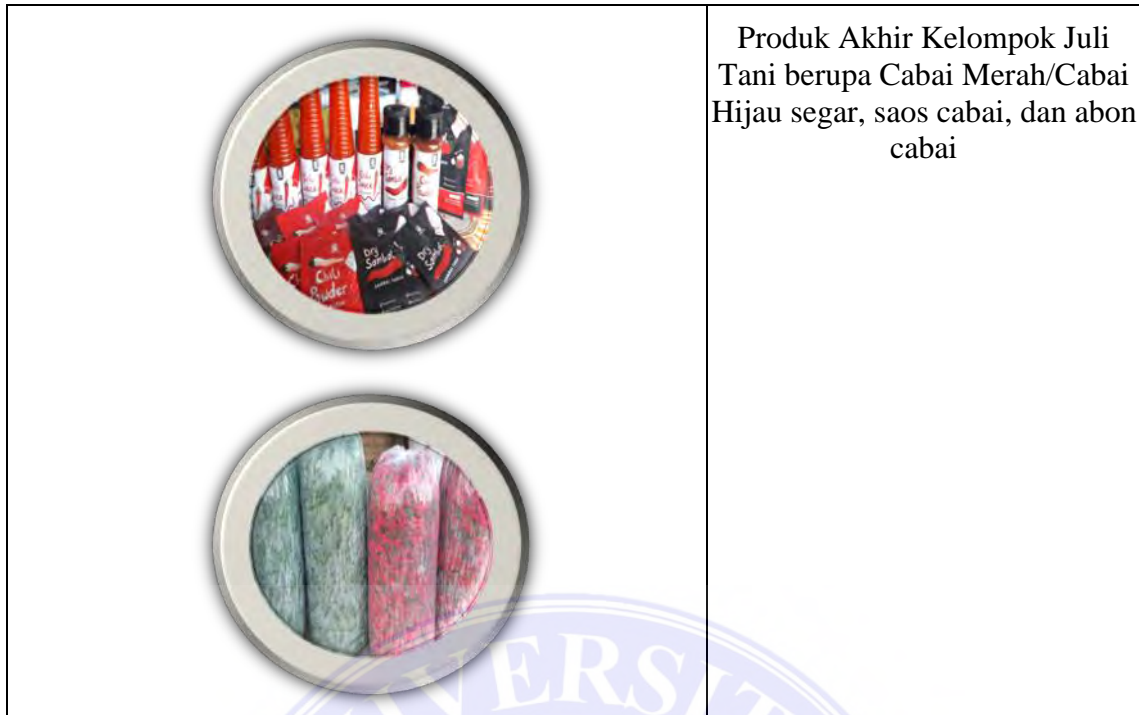 Produk Akhir Kelompok Juli
Tani berupa Cabai Merah/Cabai
Hijau segar, saos cabai, dan abon
cabai
Chili
Powder
Dry
Sambal
Dry